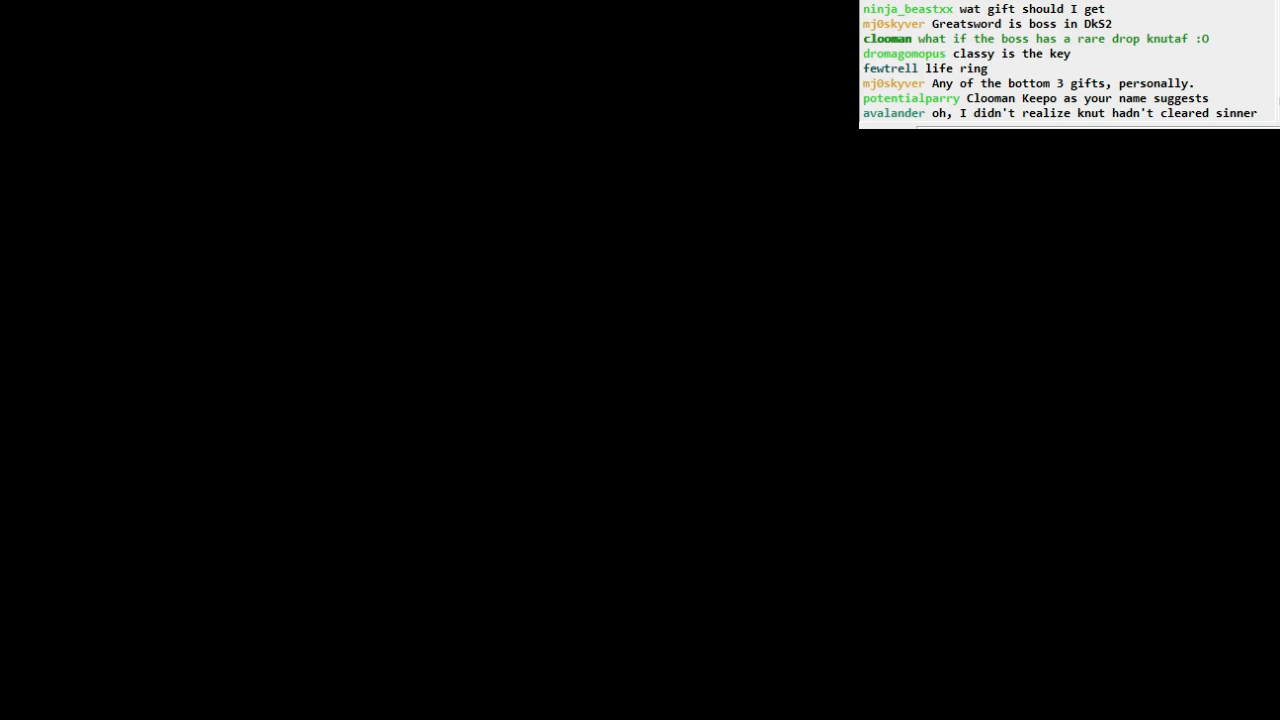 ninja_beastxx wat gift should I get
mj0skyver Greatsword is boss in DkS2
clooman what if the boss has a rare drop knutaf :O
dromagomopus classy is the key
fewtrell life ring
mj0skyver Any of the bottom 3 gifts, personally.
potentialparry Clooman Keepo as your name suggests
avalander oh, I didn't realize knut hadn't cleared sinner